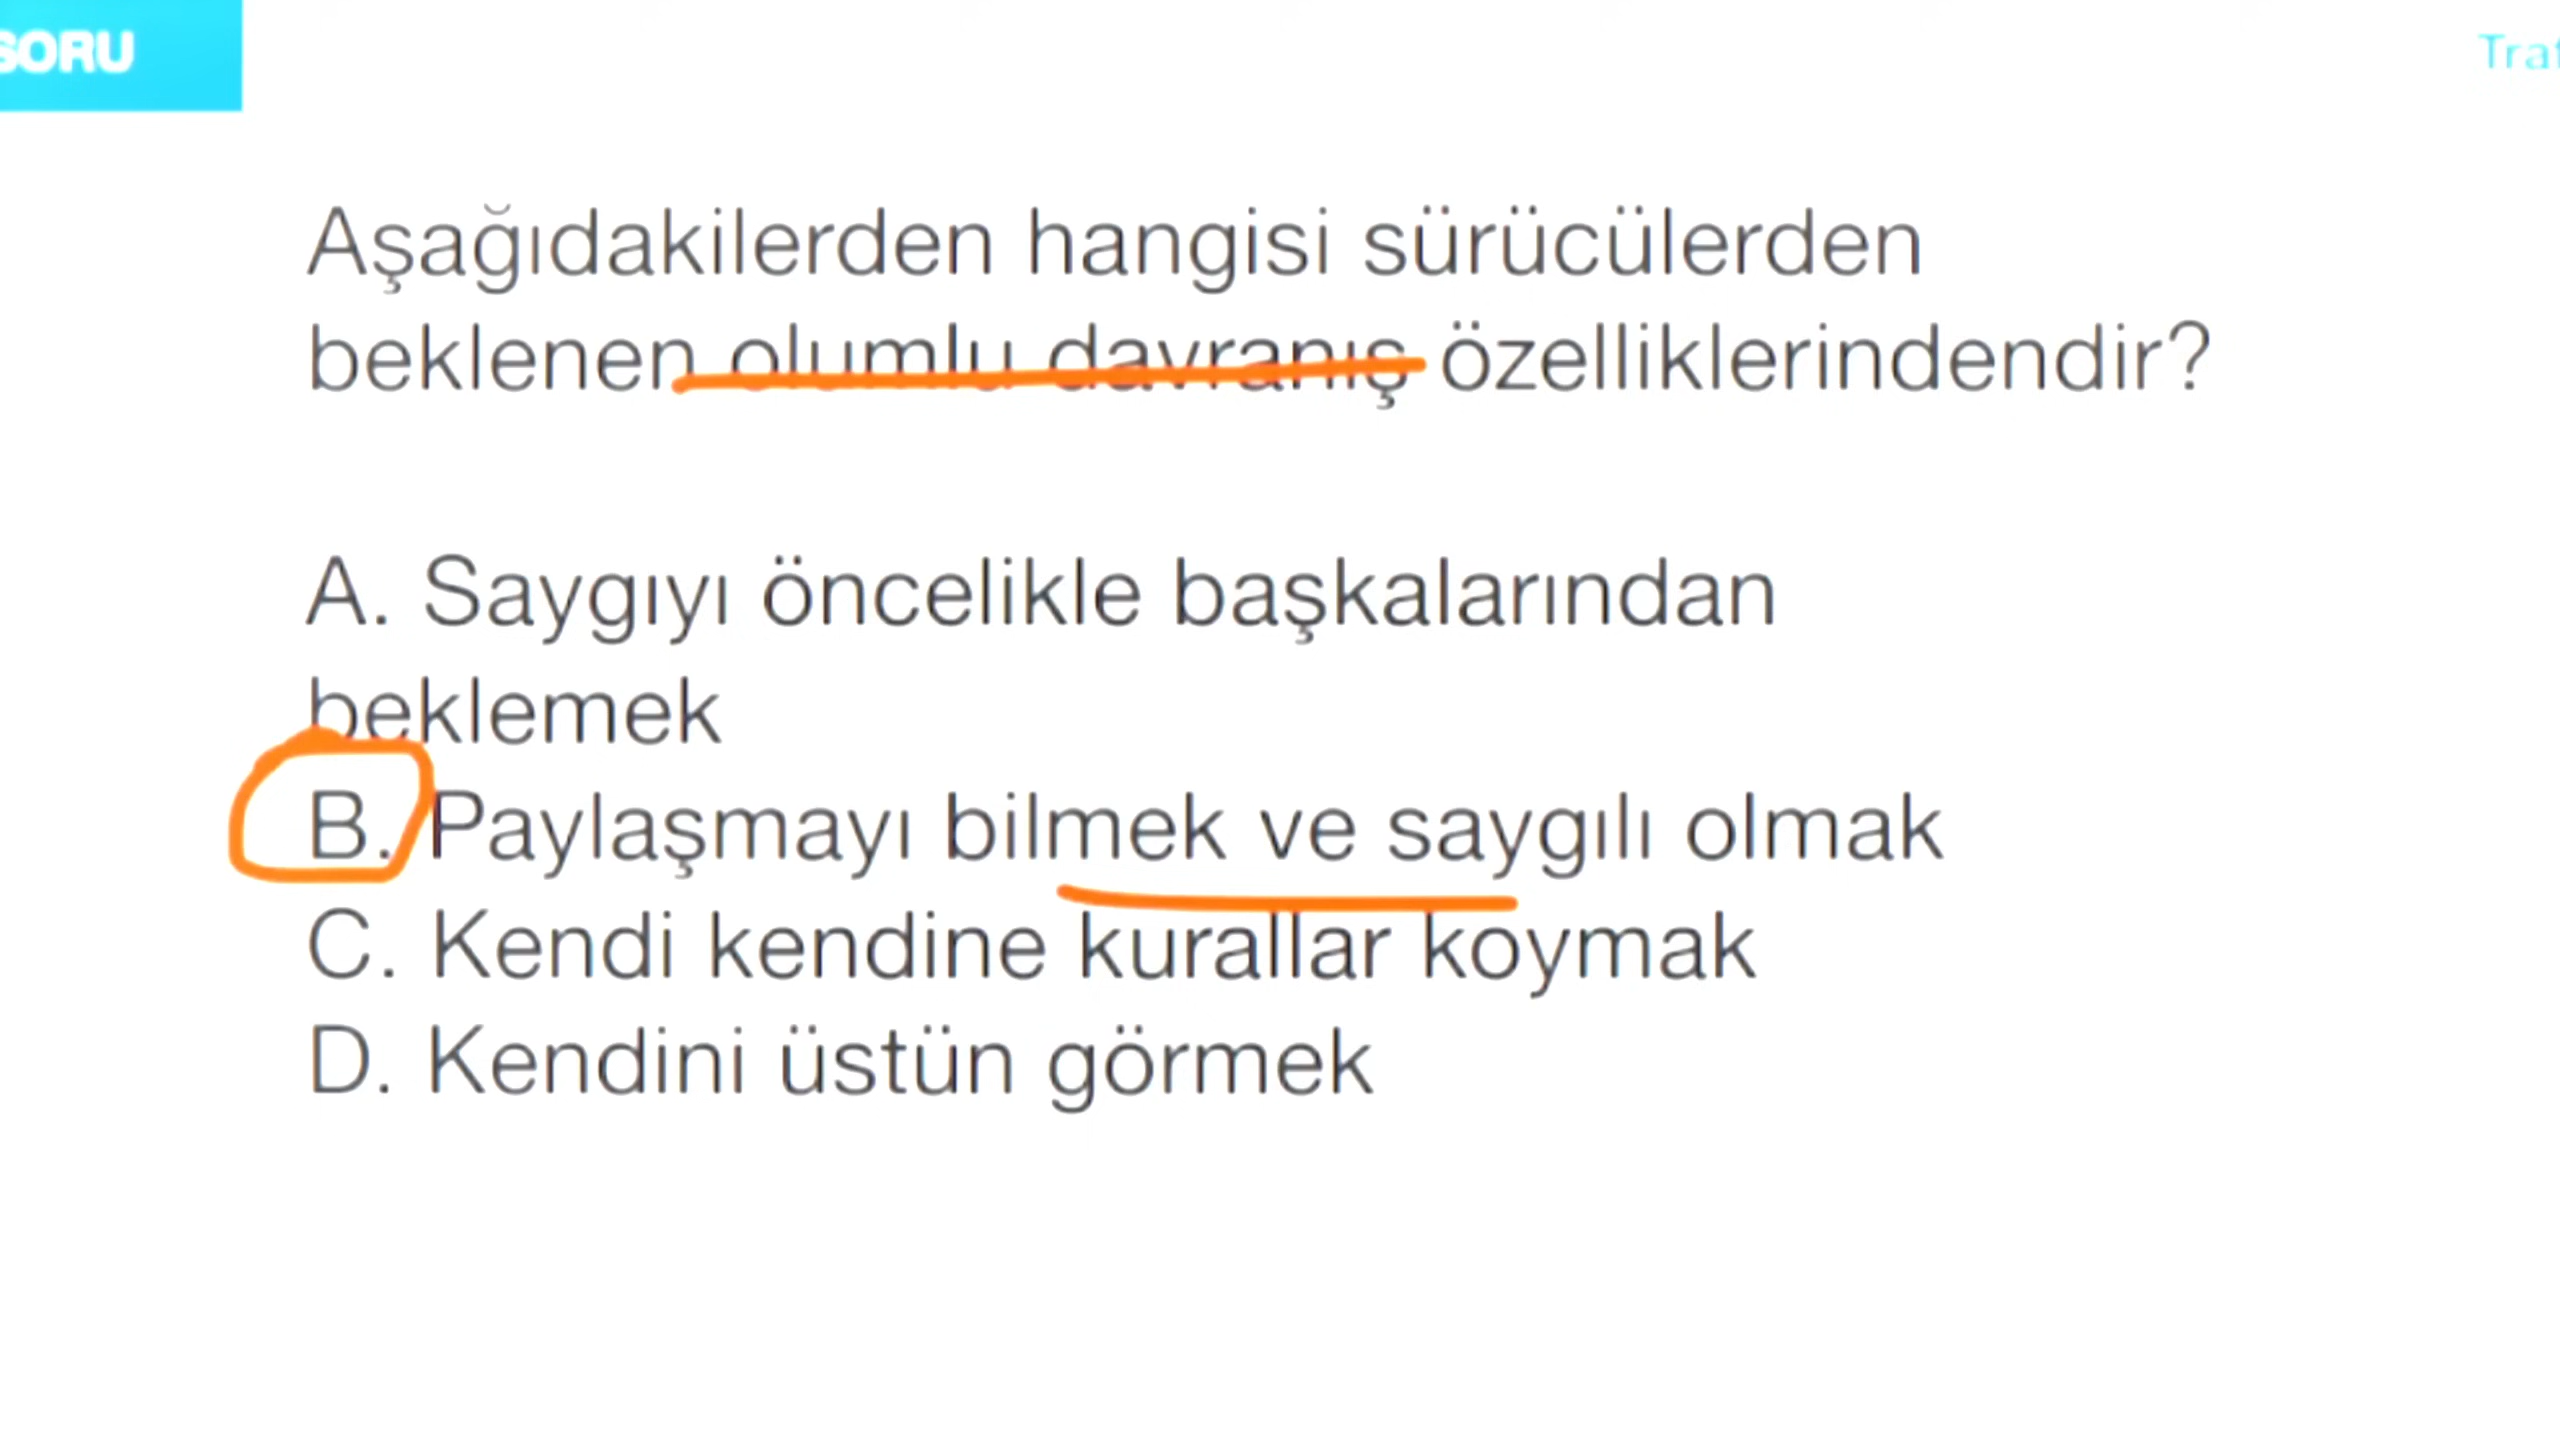 SORU
Traf
Aşağıdakilerden hangisi sürücülerden
beklenen olumlu davranış özelliklerindendir?
A. Saygıyı öncelikle başkalarından
beklemek
B. Paylaşmayı bilmek ve saygılı olmak
C. Kendi kendine kurallar koymak
D. Kendini üstün görmek